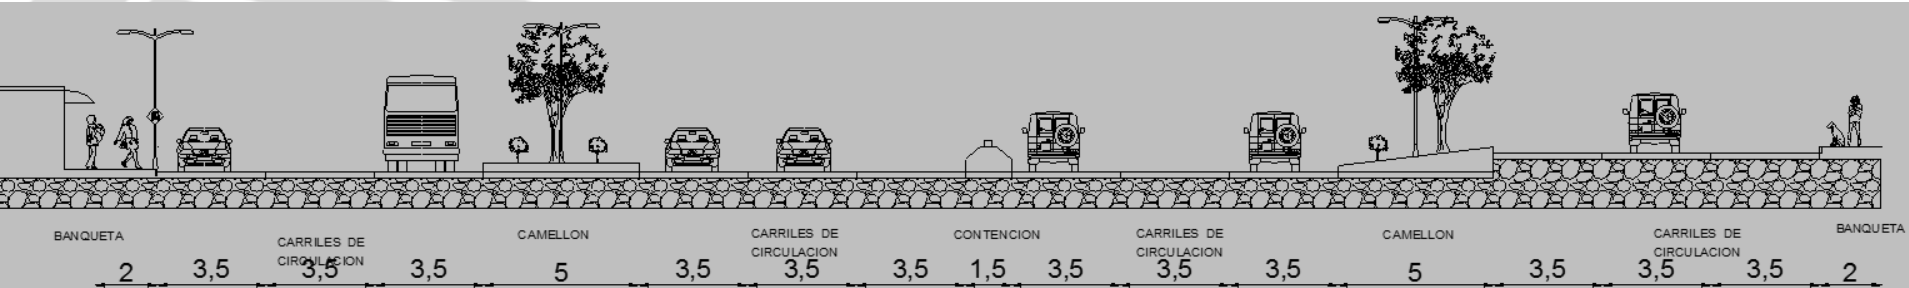 BANQUETA
CARRILES DE
CIRCULACION
CAMELLON
CARRILES DE
CIRCULACION
CONTENCION
CARRILES DE
CIRCULACION
CAMELLON
CARRILES DE
CIRCULACION
BANQUETA
2 3,5 3,5 3,5 5 3,5 3,5 3,5 1,5 3,5 3,5 3,5 5 3,5 3,5 3,5 2